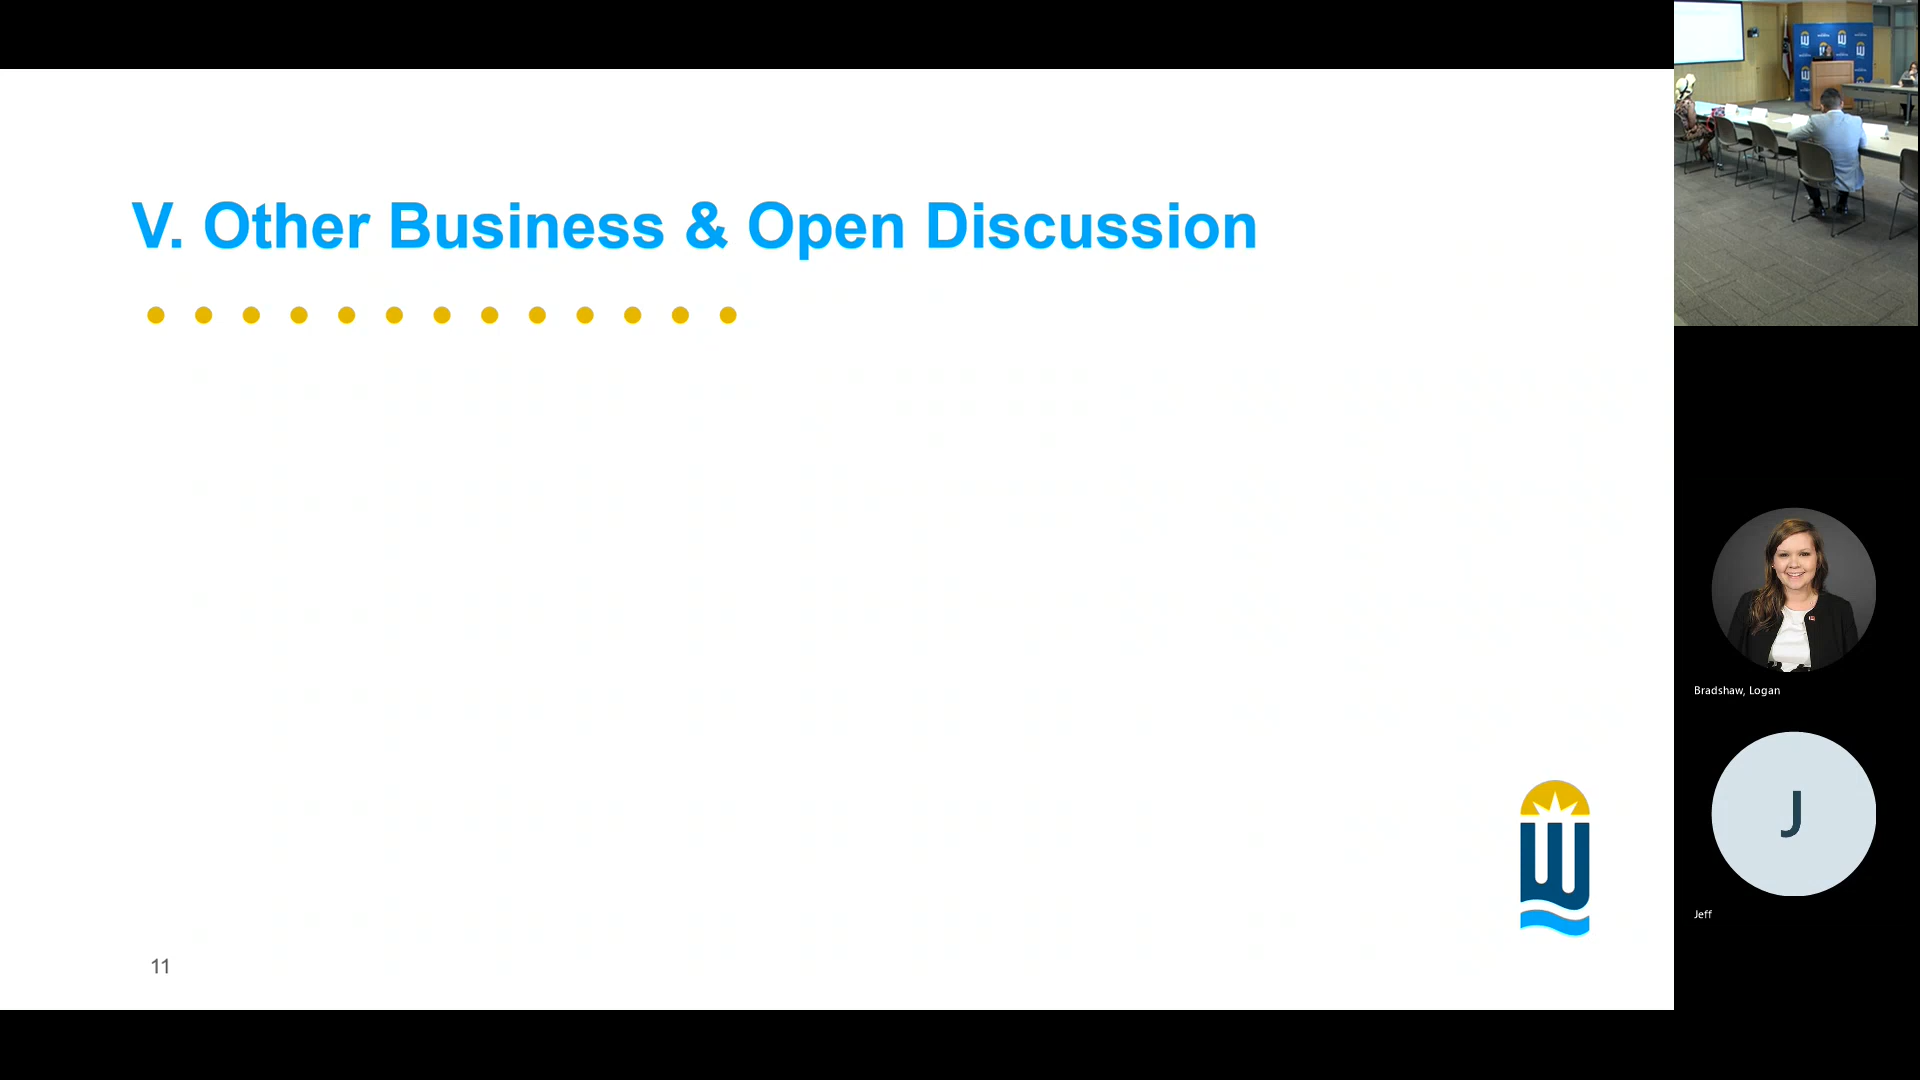 V. Other Business & Open Discussion
11
Bradshaw, Logan
J
Jeff